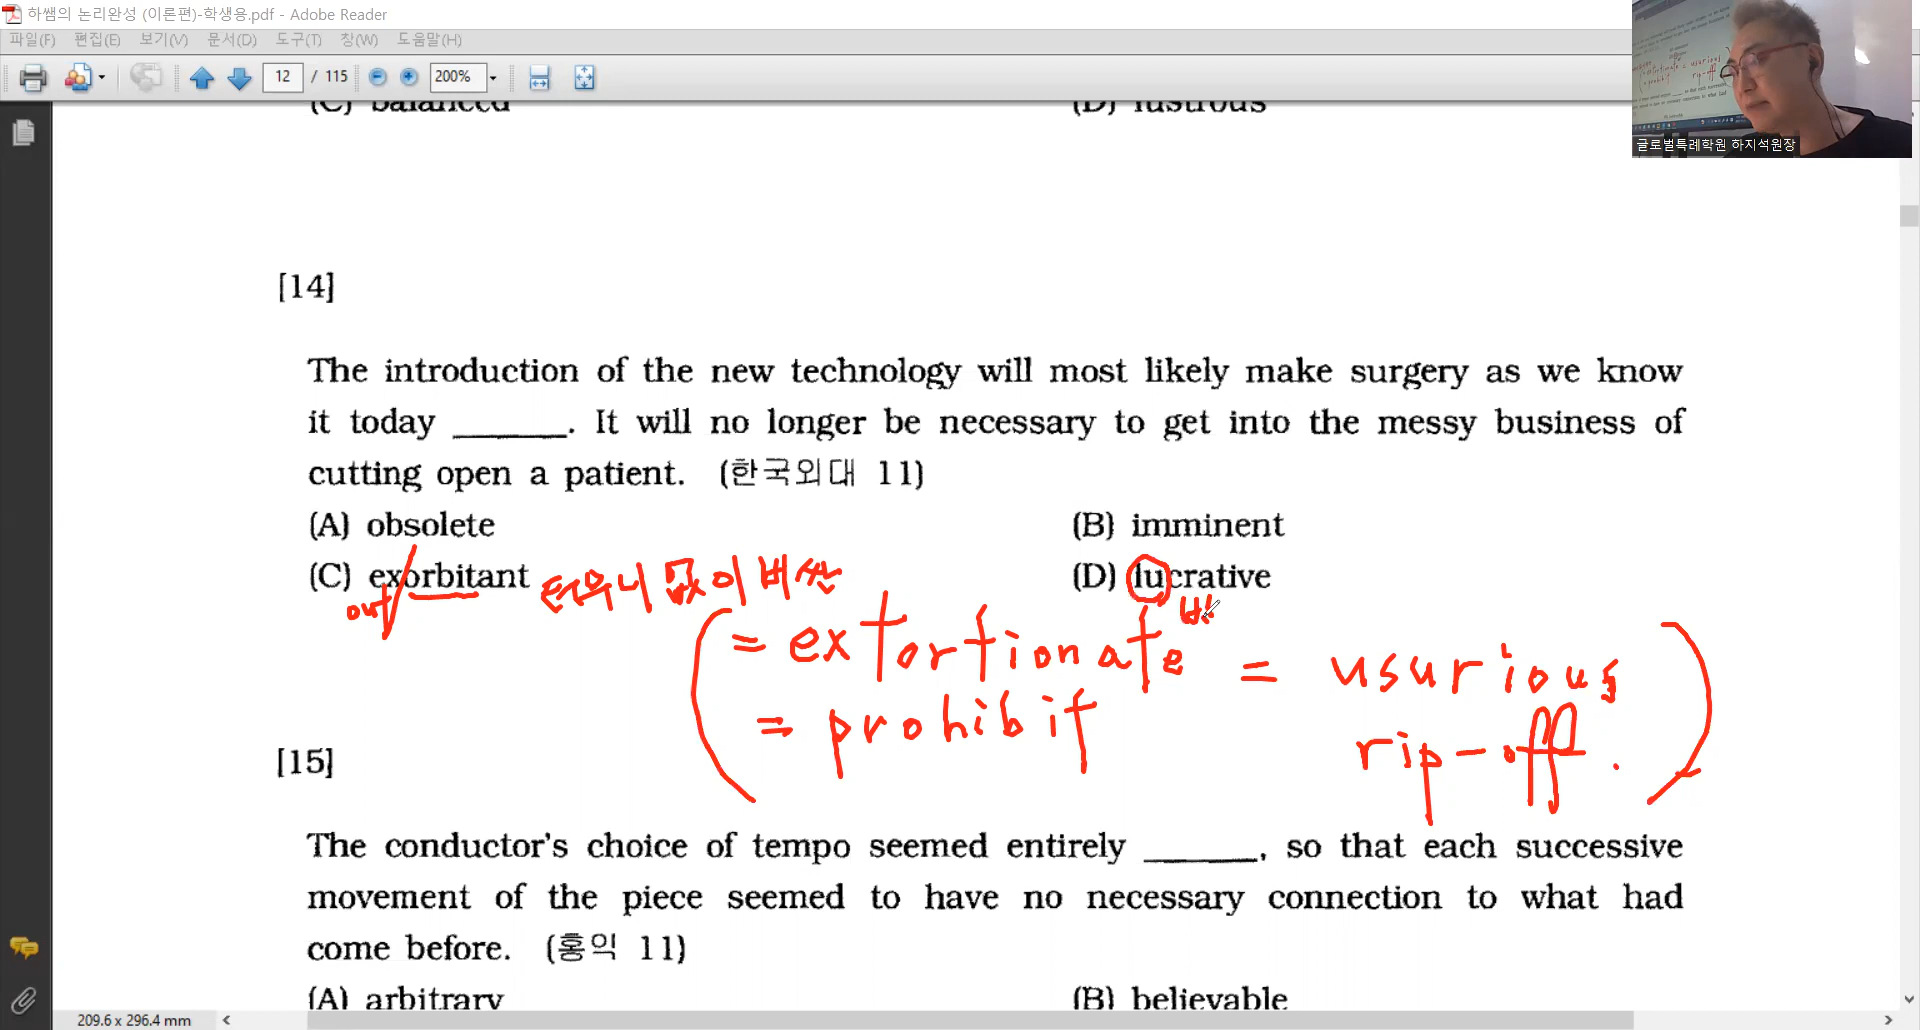 하쌤의 논리완성 (이론편)-학생용.pdf - Adobe Reader
파일(F) 편집(E) 보기(V) 문서(D) 도구(T) 창(W) 도움말(H)
12 / 115 200%
(C) balanced (D) lustrous
글로벌특례학원 하지석원장
[14]
The introduction of the new technology will most likely make surgery as we know
it today ______. It will no longer be necessary to get into the messy business of
cutting open a patient. (한국외대 11)
(A) obsolete (B) imminent
(C) exorbitant 터무니 없이 비싼 (D) lucrative
out
= extortionate = usurious
= prohibit rip-off.
[15]
The conductor's choice of tempo seemed entirely ______, so that each successive
movement of the piece seemed to have no necessary connection to what had
come before. (홍익 11)
(A) arbitrary (B) believable
209.6 x 296.4 mm